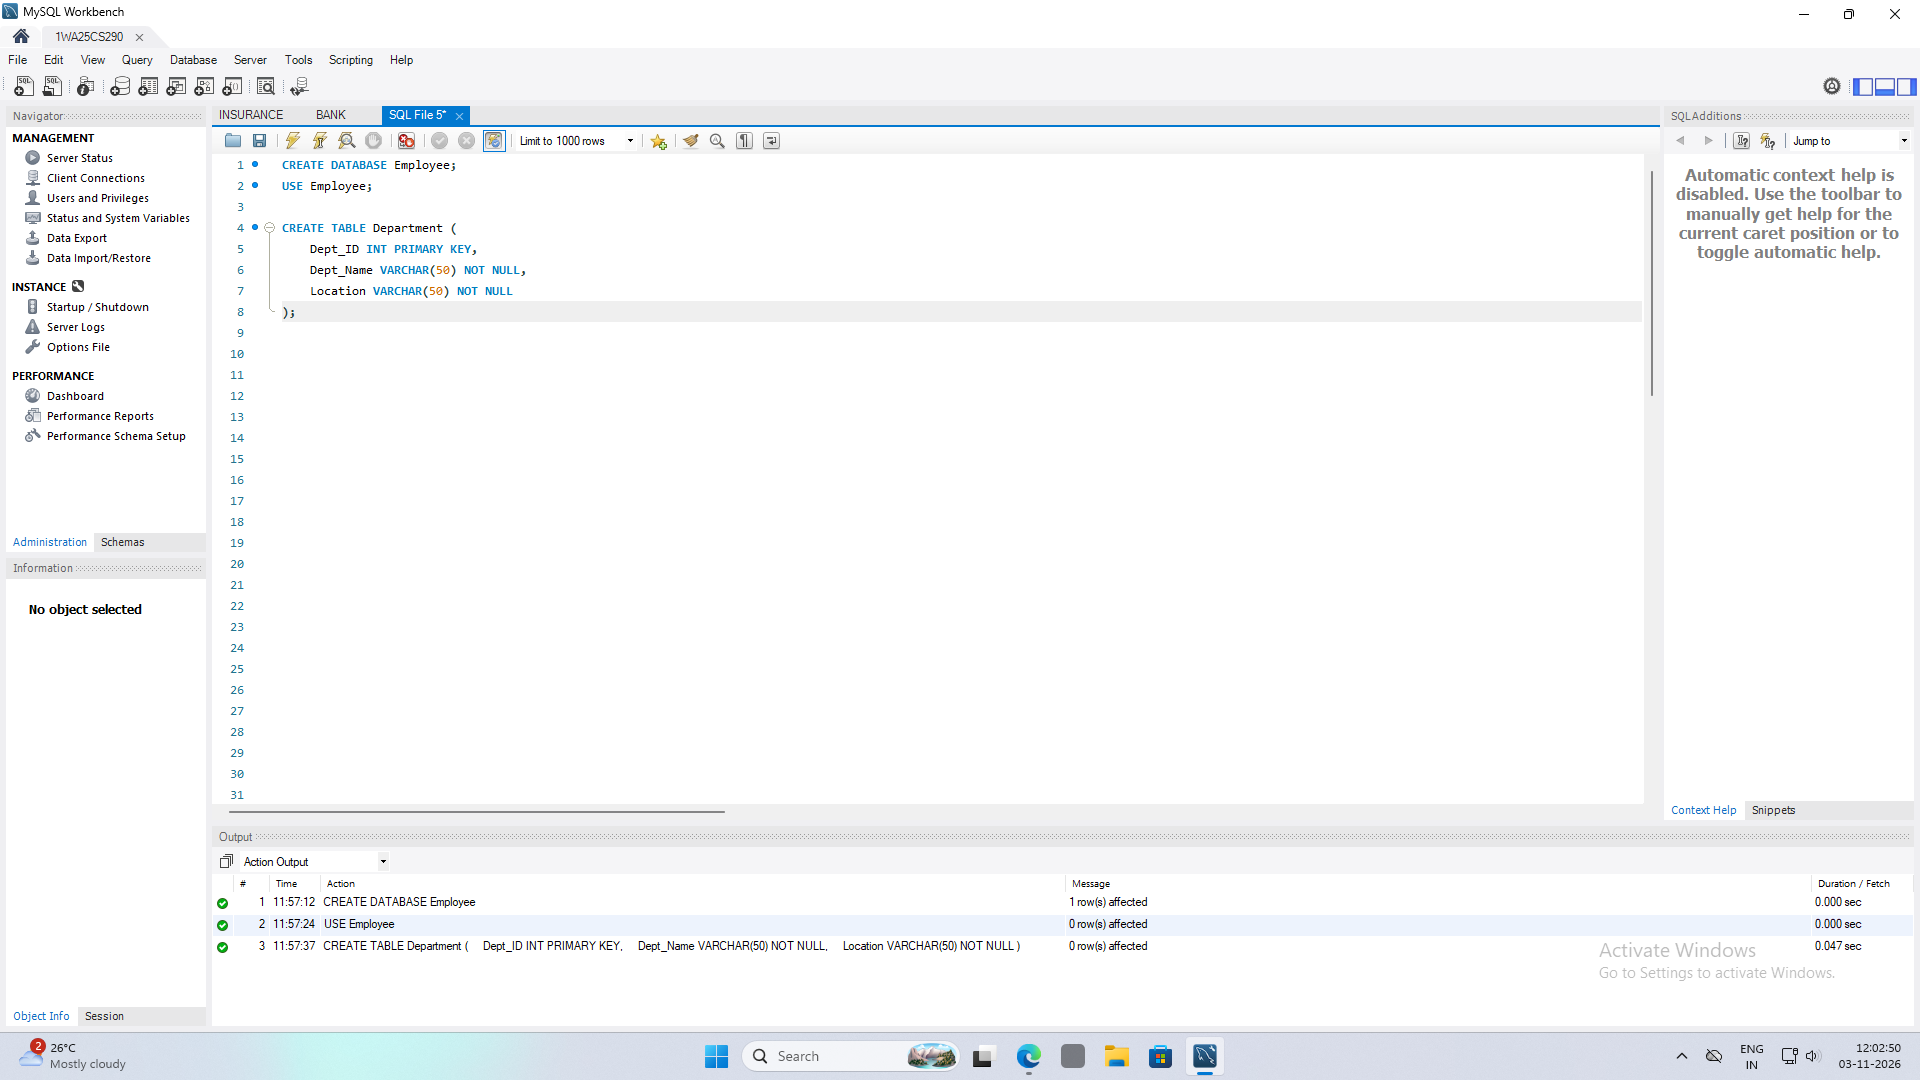 MySQL Workbench
1WA25CS290
File Edit View Query Database Server Tools Scripting Help
Navigator
MANAGEMENT
Server Status
Client Connections
Users and Privileges
Status and System Variables
Data Export
Data Import/Restore
INSTANCE
Startup / Shutdown
Server Logs
Options File
PERFORMANCE
Dashboard
Performance Reports
Performance Schema Setup
Administration Schemas
Information
No object selected
Object Info Session
INSURANCE BANK SQL File 5*
Limit to 1000 rows
1 CREATE DATABASE Employee;
2 USE Employee;
3
4 CREATE TABLE Department (
5 Dept_ID INT PRIMARY KEY,
6 Dept_Name VARCHAR(50) NOT NULL,
7 Location VARCHAR(50) NOT NULL
8 );
9
10
11
12
13
14
15
16
17
18
19
20
21
22
23
24
25
26
27
28
29
30
31
SQLAdditions
Jump to
Automatic context help is
disabled. Use the toolbar to
manually get help for the
current caret position or to
toggle automatic help.
Context Help Snippets
Output
Action Output
# Time Action Message Duration / Fetch
1 11:57:12 CREATE DATABASE Employee 1 row(s) affected 0.000 sec
2 11:57:24 USE Employee 0 row(s) affected 0.000 sec
3 11:57:37 CREATE TABLE Department ( Dept_ID INT PRIMARY KEY, Dept_Name VARCHAR(50) NOT NULL, Location VARCHAR(50) NOT NULL ) 0 row(s) affected 0.047 sec
Activate Windows
Go to Settings to activate Windows.
2
26°C
Mostly cloudy
Search
ENG
IN
12:02:50
03-11-2026